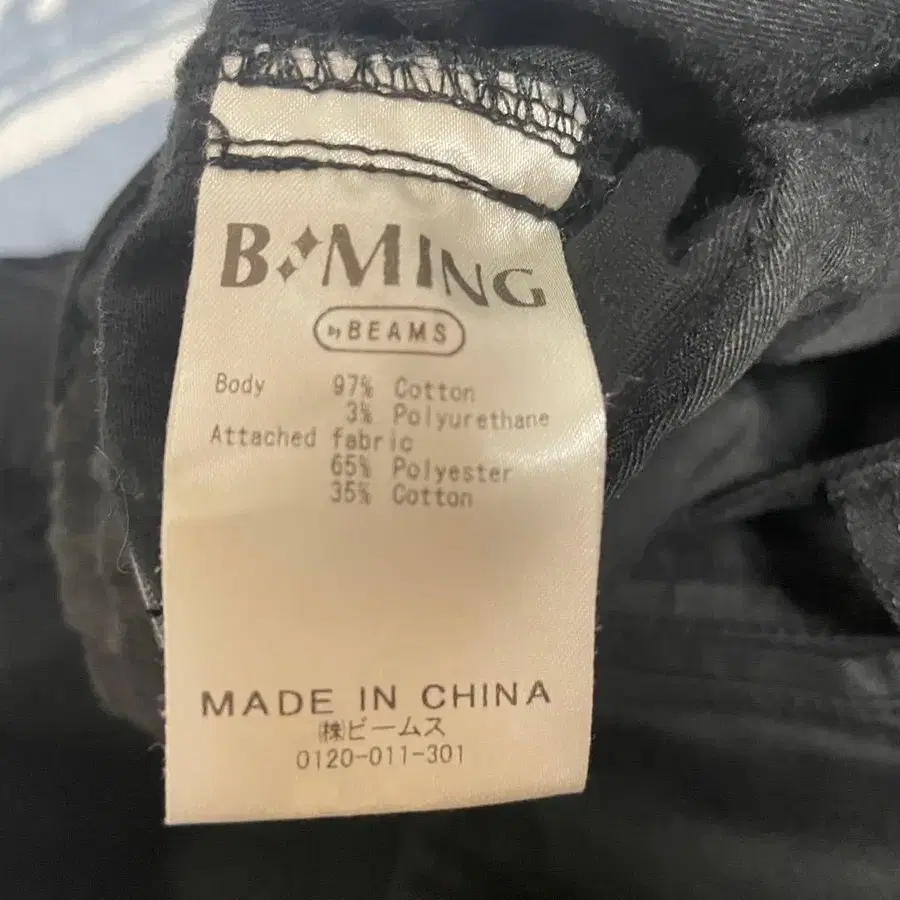 B MING
by BEAMS
Body 97% Cotton
3% Polyurethane
Attached fabric
65% Polyester
35% Cotton
MADE IN CHINA
㈱ビームス
0120-011-301